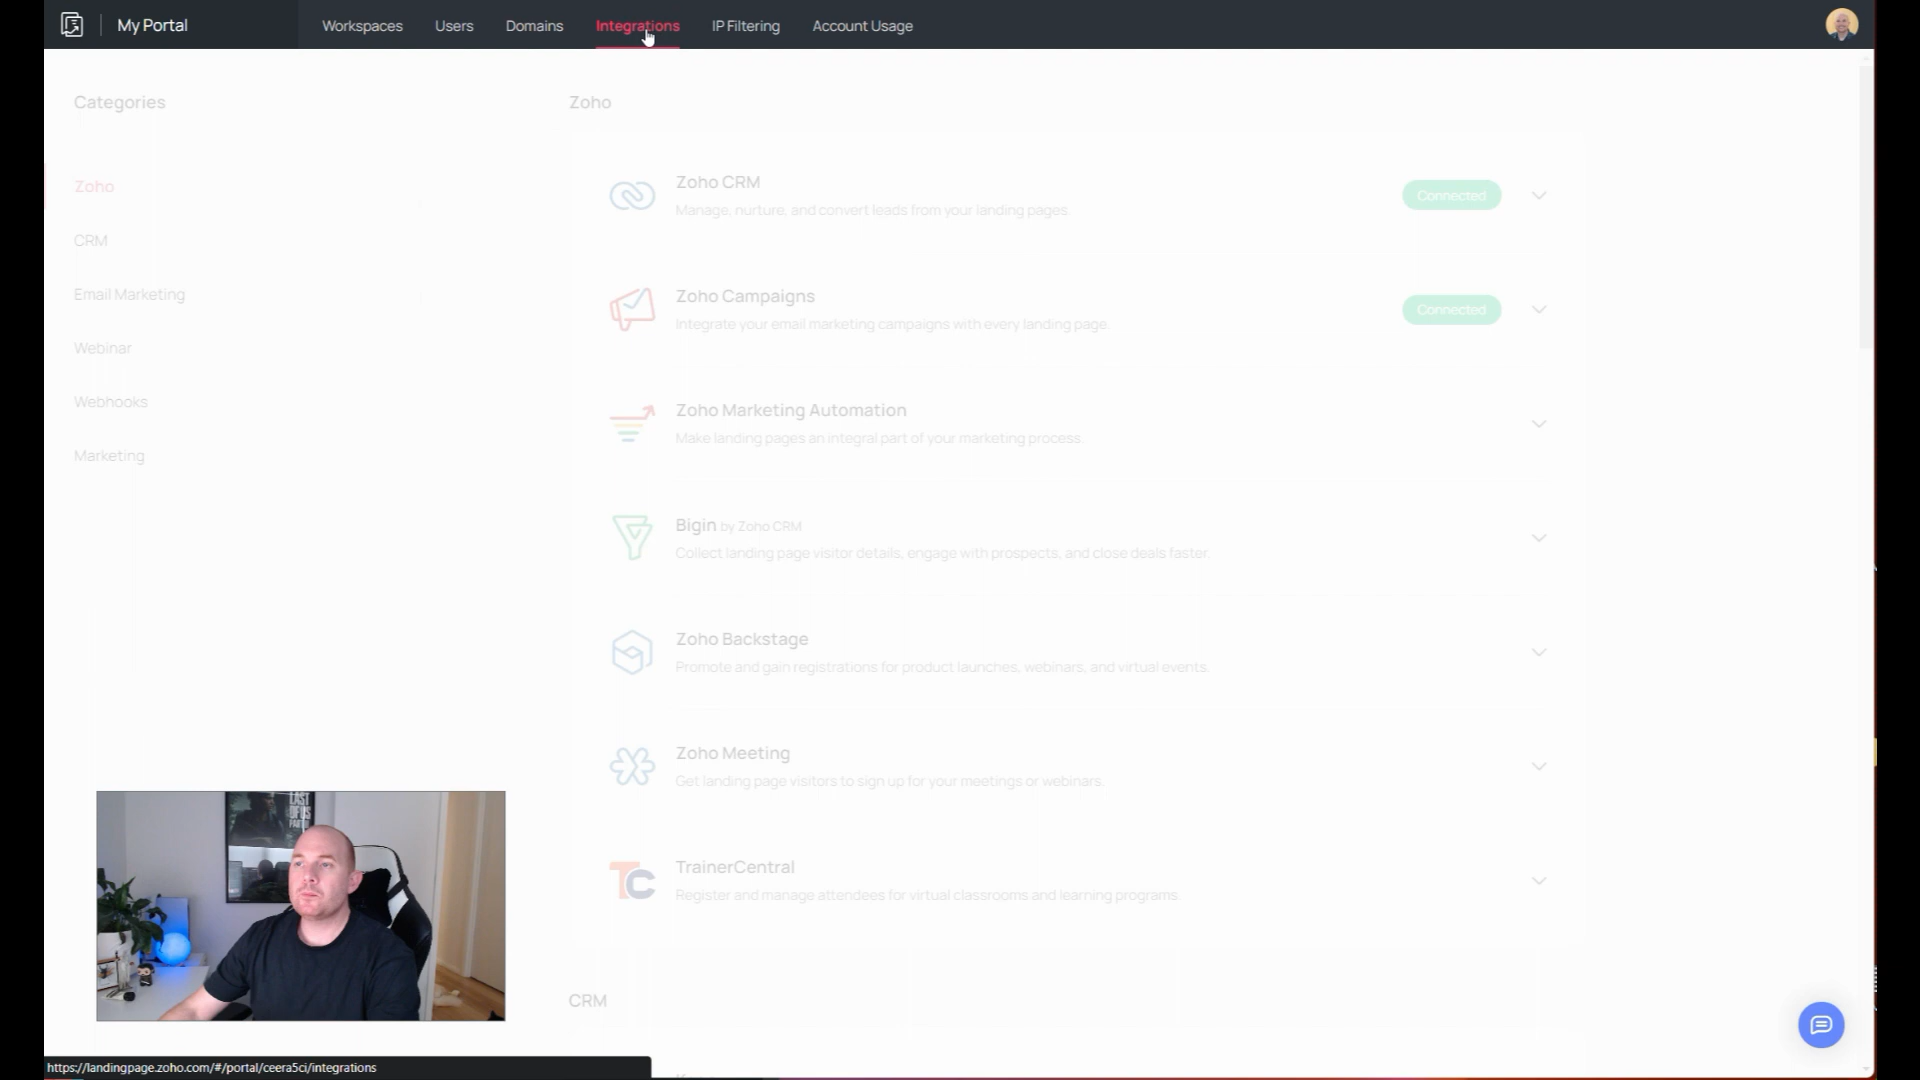 My Portal
Workspaces
Users
Domains
Integrations
IP Filtering
Account Usage
Categories
Zoho
CRM
Email Marketing
Webinar
Webhooks
Marketing
Zoho
Zoho CRM
Manage, nurture, and convert leads from your landing pages.
Connected
Zoho Campaigns
Integrate your email marketing campaigns with every landing page.
Connected
Zoho Marketing Automation
Make landing pages an integral part of your marketing process.
Bigin by Zoho CRM
Collect landing page visitor details, engage with prospects, and close deals faster.
Zoho Backstage
Promote and gain registrations for product launches, webinars, and virtual events.
Zoho Meeting
Get landing page visitors to sign up for your meetings or webinars.
TC
TrainerCentral
Register and manage attendees for virtual classrooms and learning programs
CRM
LAST
OF US
PART
https://landingpage.zoho.com/#/portal/ceera5ci/integrations